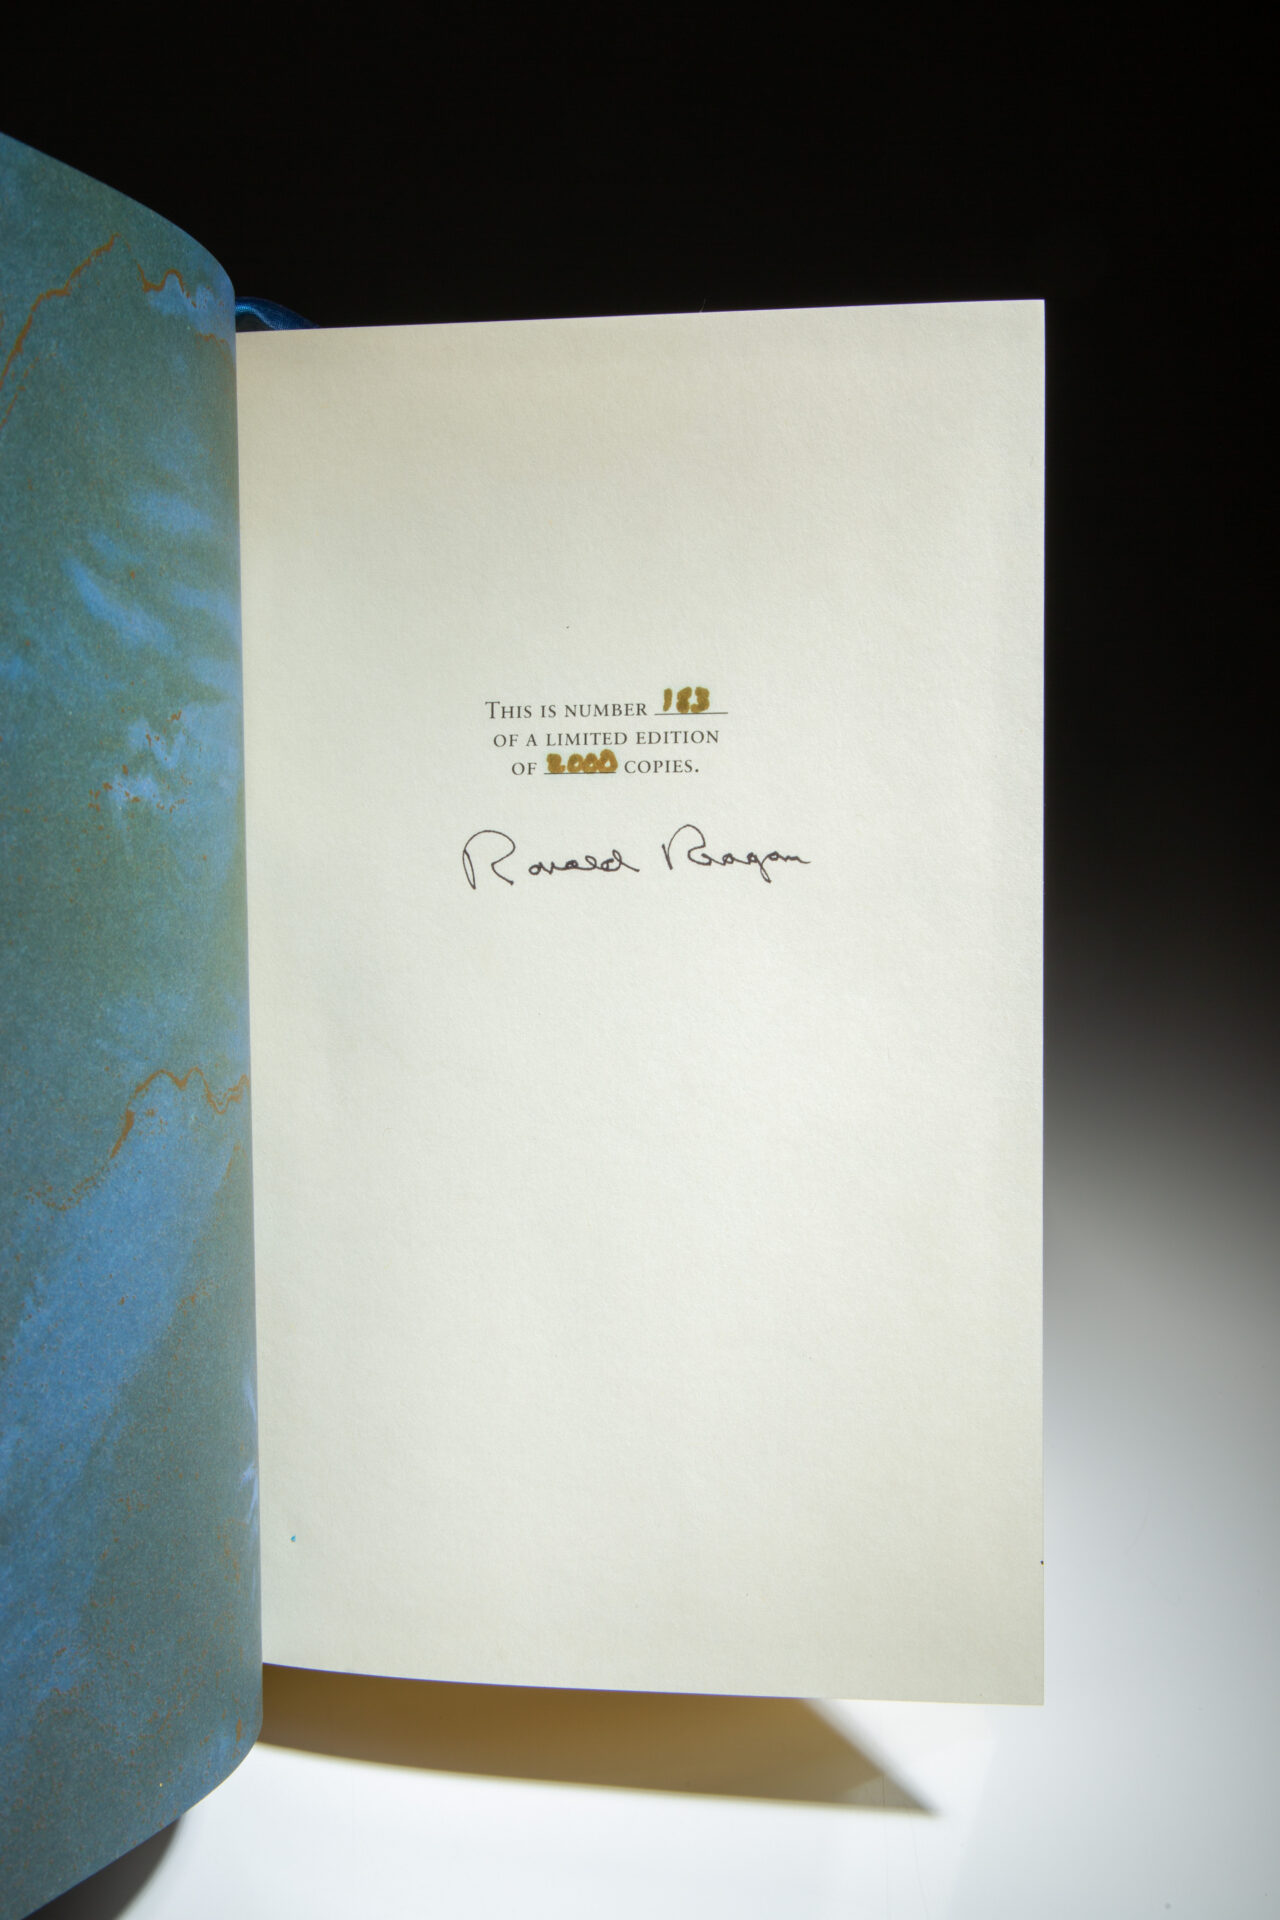 This is number 183
of a limited edition
of 2000 copies.
Ronald Reagan